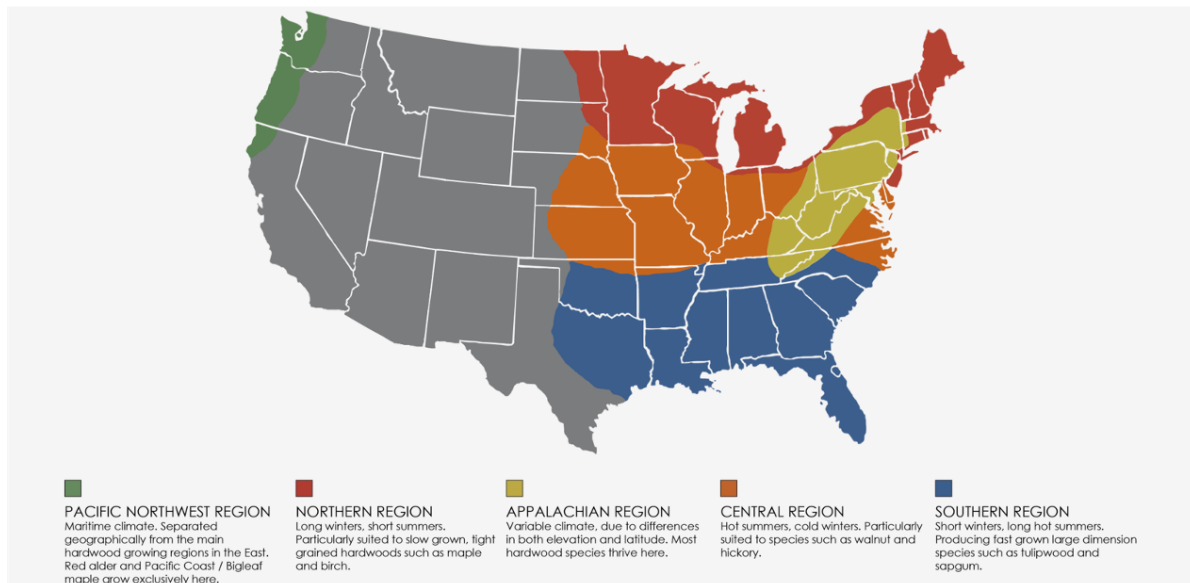 PACIFIC NORTHWEST REGION
Maritime climate. Separated
geographically from the main
hardwood growing regions in the East.
Red alder and Pacific Coast / Bigleaf
maple grow exclusively here.
NORTHERN REGION
Long winters, short summers.
Particularly suited to slow grown, tight
grained hardwoods such as maple
and birch.
APPALACHIAN REGION
Variable climate, due to differences
in both elevation and latitude. Most
hardwood species thrive here.
CENTRAL REGION
Hot summers, cold winters. Particularly
suited to species such as walnut and
hickory.
SOUTHERN REGION
Short winters, long hot summers.
Producing fast grown large dimension
species such as tulipwood and
sapgum.